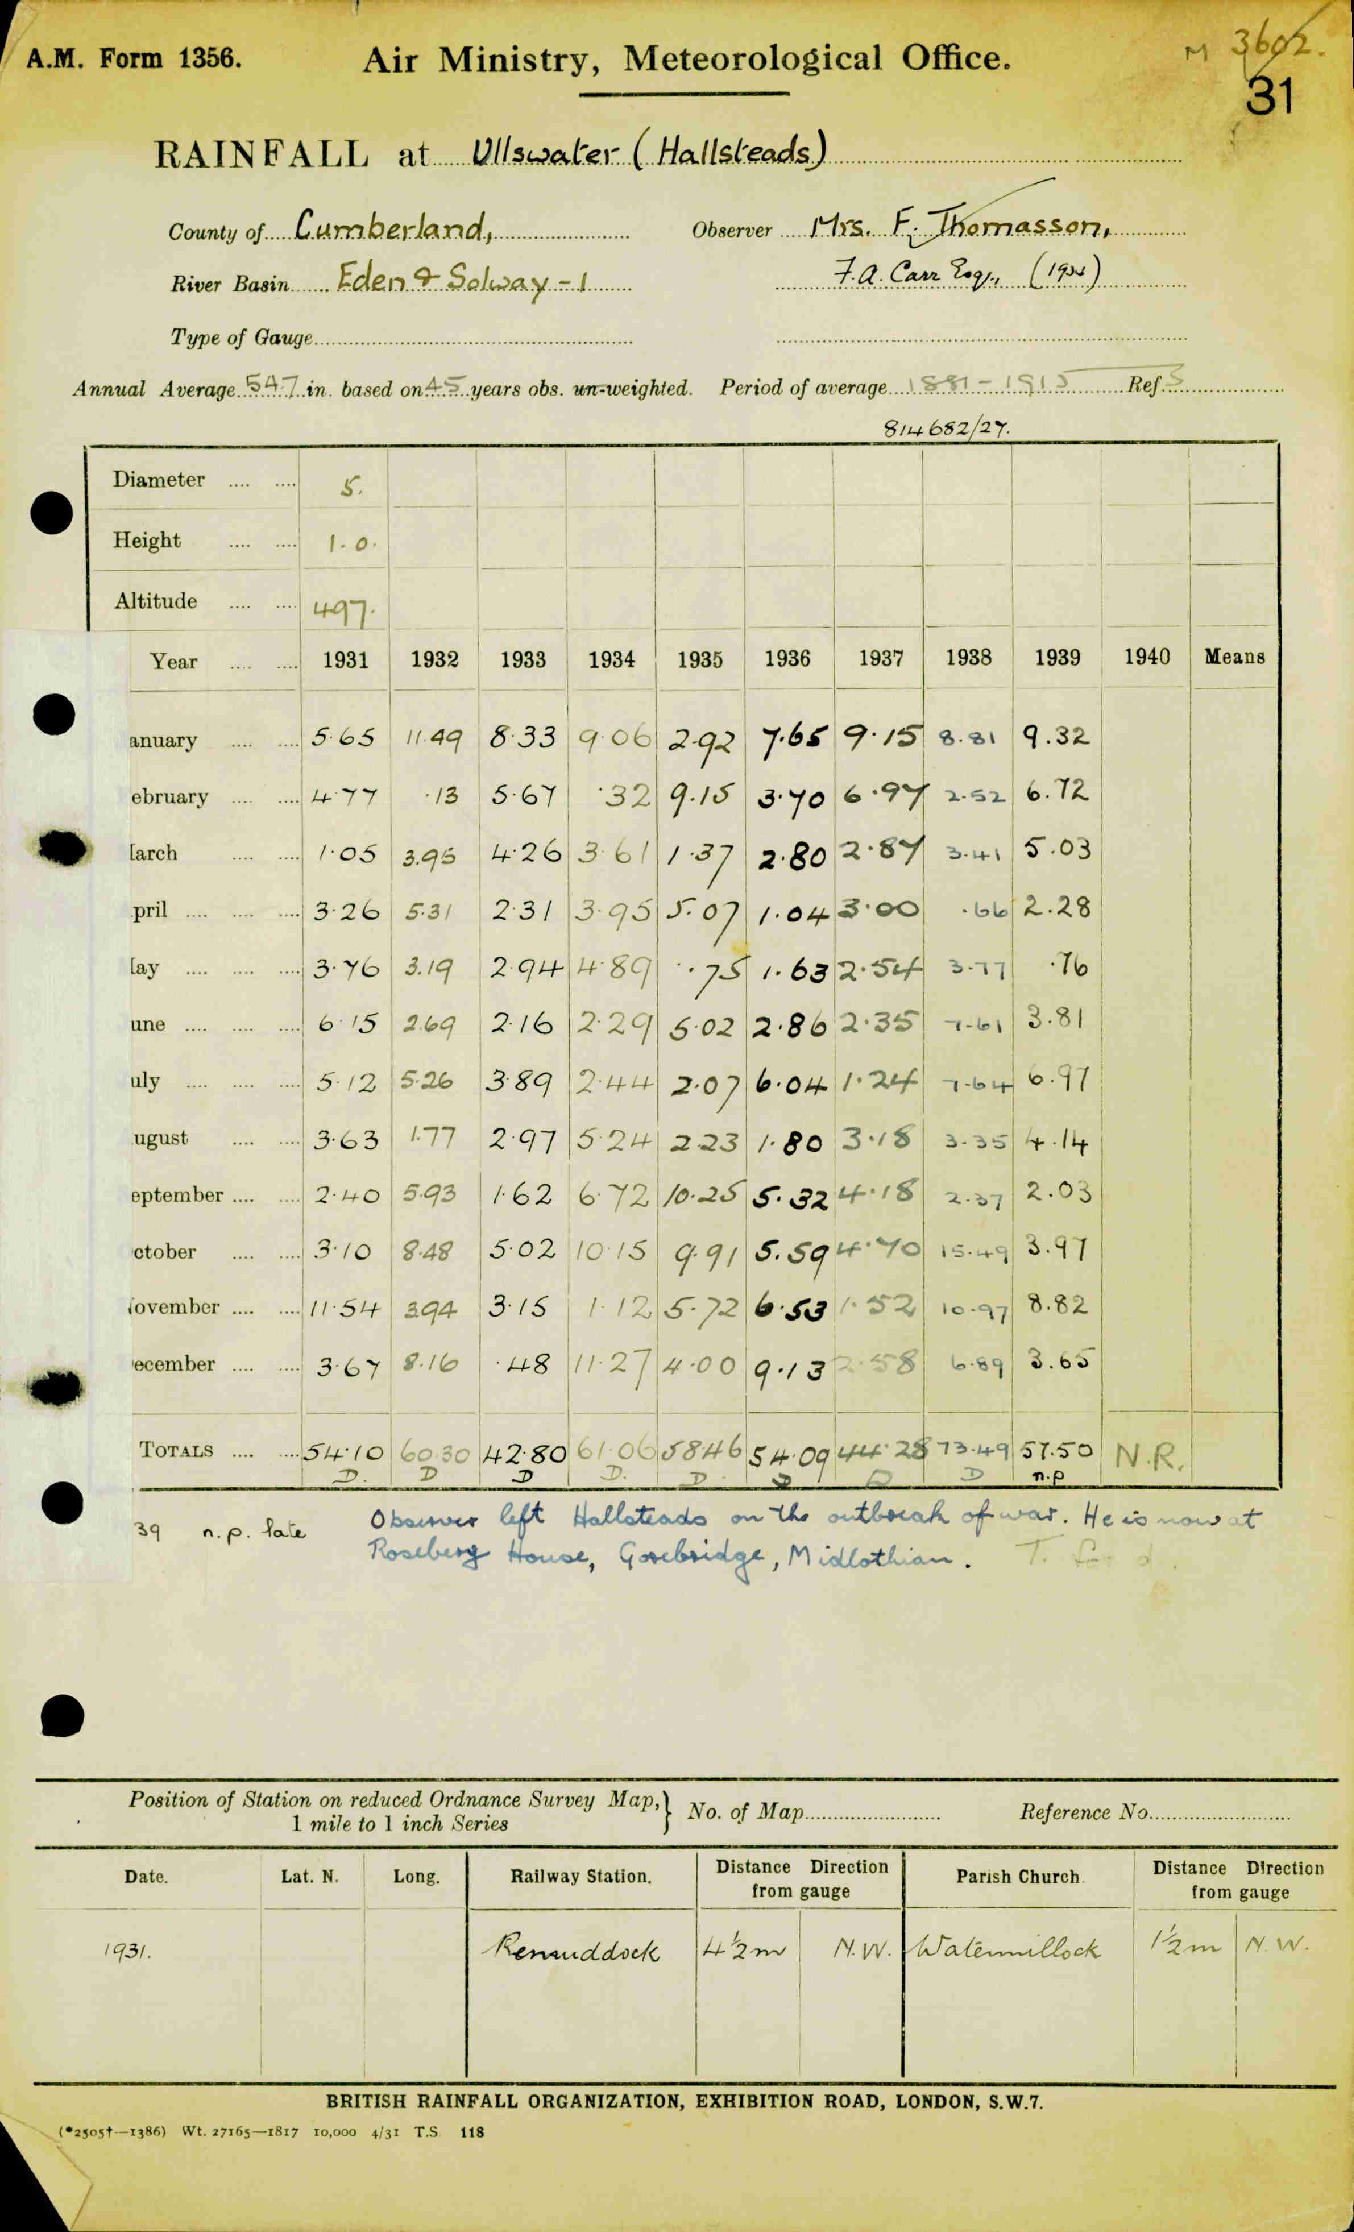 A.M. Form 1356.
Air Ministry, Meteorological Office.
M 3602.
31
RAINFALL at Ullswater (Hallsteads)
County of Cumberland, Observer Mrs. F. Thomasson,
River Basin Eden & Solway - 1 F.A. Carr Esq., (1934)
Type of Gauge
Annual Average 54.7 in. based on 45 years obs. un-weighted. Period of average 1881-1915 Ref. 3
814682/27.
Diameter .... .... 5.
Height .... .... 1.0.
Altitude .... .... 497.
Year .... .... 1931 1932 1933 1934 1935 1936 1937 1938 1939 1940 Means
anuary .... .... 5.65 11.49 8.33 9.06 2.92 7.65 9.15 8.81 9.32
ebruary .... .... 4.77 .13 5.67 .32 9.15 3.70 6.97 2.52 6.72
arch .... .... 1.05 3.95 4.26 3.61 1.37 2.80 2.87 3.41 5.03
pril .... .... .... 3.26 5.31 2.31 3.95 5.07 1.04 3.00 .66 2.28
ay .... .... .... 3.76 3.19 2.94 4.89 .75 1.63 2.54 3.77 .76
une .... .... .... 6.15 2.69 2.16 2.29 5.02 2.86 2.35 7.61 3.81
uly .... .... .... 5.12 5.26 3.89 2.44 2.07 6.04 1.24 7.64 6.97
ugust .... .... 3.63 1.77 2.97 5.24 2.23 1.80 3.18 3.35 4.14
eptember .... .... 2.40 5.93 1.62 6.72 10.25 5.32 4.18 2.37 2.03
ctober .... .... 3.10 8.48 5.02 10.15 9.91 5.59 4.70 15.49 3.97
ovember .... .... 11.54 3.94 3.15 1.12 5.72 6.53 1.52 10.97 8.82
ecember .... .... 3.67 8.16 .48 11.27 4.00 9.13 2.58 6.89 3.65
TOTALS .... .... 54.10 60.30 42.80 61.06 58.46 54.09 44.28 73.49 57.50 N.R.
D. D D D. D. D D D n.p
39 n.p. late Observer left Hallsteads on the outbreak of war. He is now at
Rosebery House, Gorebridge, Midlothian.
Position of Station on reduced Ordnance Survey Map,} No. of Map Reference No.
1 mile to 1 inch Series
Date. Lat. N. Long. Railway Station. Distance Direction from gauge Parish Church. Distance Direction from gauge
1931. Penruddock 4½m N.W. Watermillock 1½m N.W.
BRITISH RAINFALL ORGANIZATION, EXHIBITION ROAD, LONDON, S.W.7.
(*2505†—1386) Wt. 27165—1817 10,000 4/31 T.S. 118